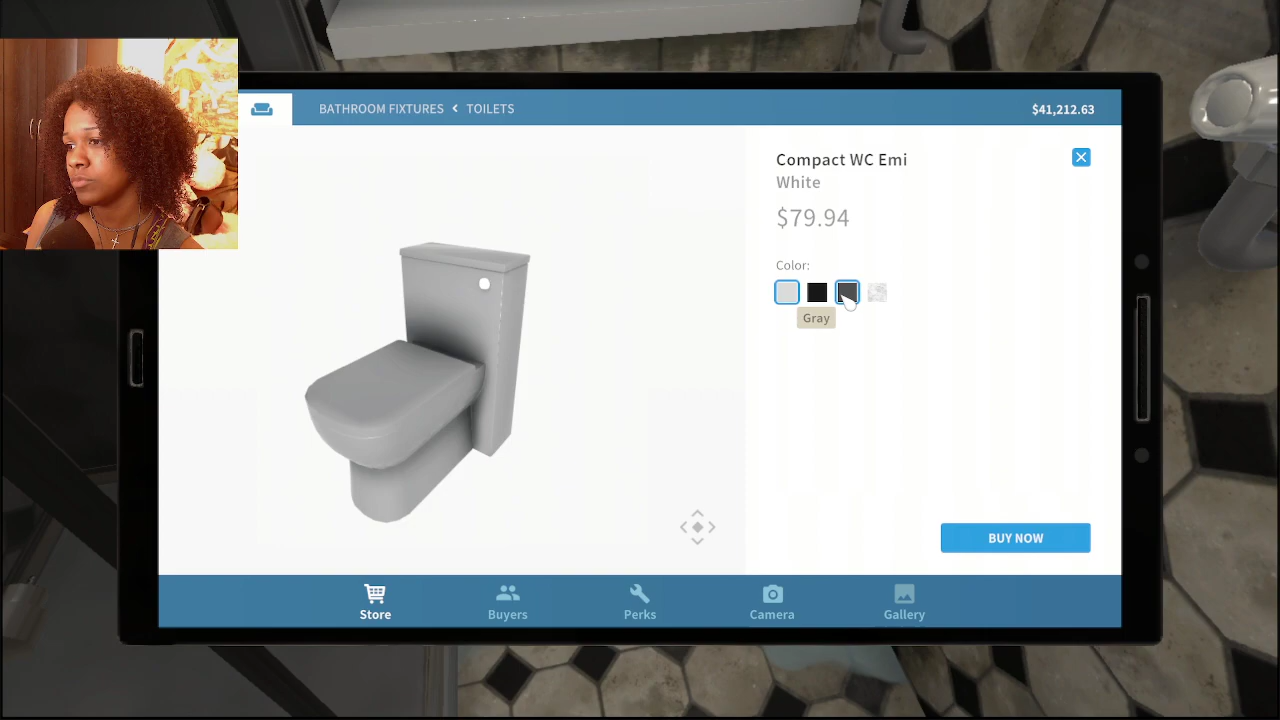 BATHROOM FIXTURES < TOILETS
$41,212.63
Compact WC Emi
White
$79.94
Color:
Gray
BUY NOW
Store
Buyers
Perks
Camera
Gallery